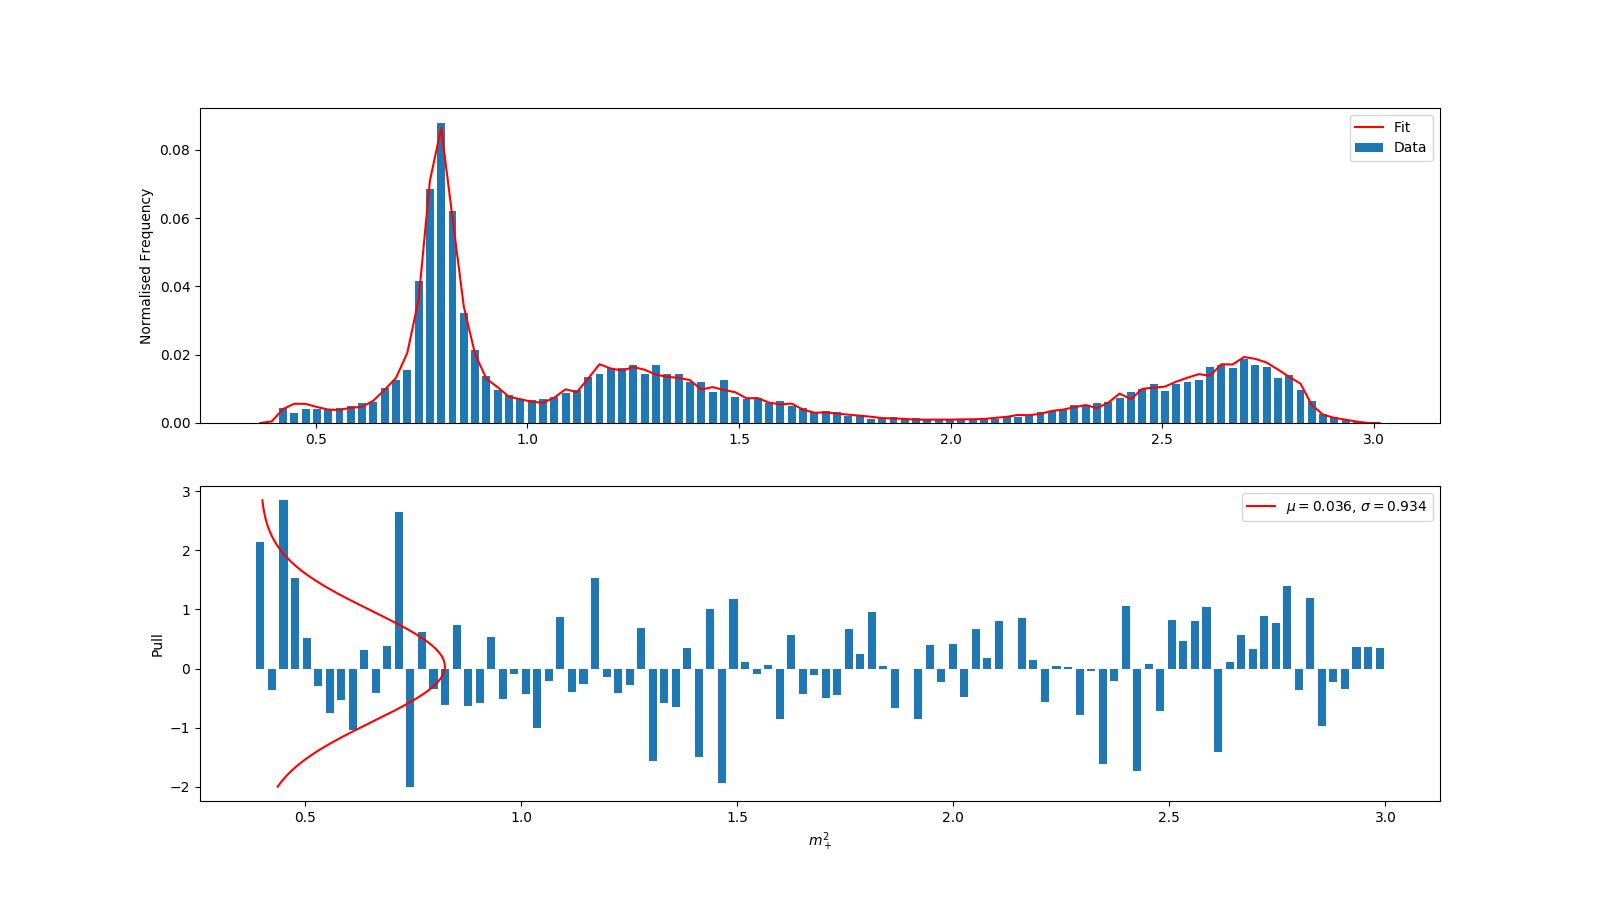 Normalised Frequency
0.08
0.06
0.04
0.02
0.00
0.5 1.0 1.5 2.0 2.5 3.0
Fit
Data
Pull
3
2
1
0
−1
−2
0.5 1.0 1.5 2.0 2.5 3.0
μ = 0.036, σ = 0.934
m²₊